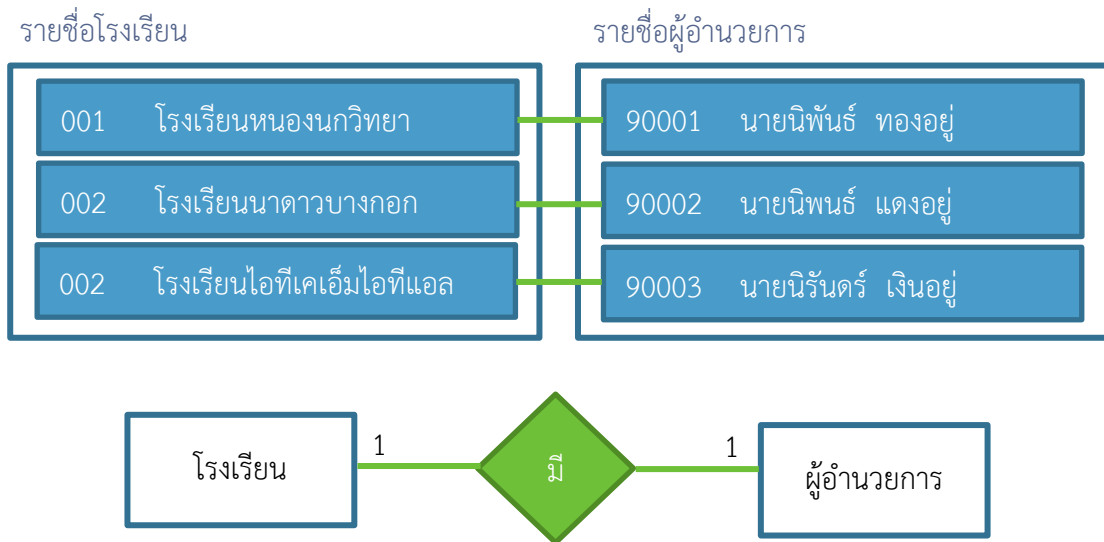 รายชื่อโรงเรียน
รายชื่อผู้อำนวยการ
001 โรงเรียนหนองนกวิทยา
90001 นายนิพันธ์ ทองอยู่
002 โรงเรียนนาดาวบางกอก
90002 นายนิพนธ์ แดงอยู่
002 โรงเรียนไอทีเคเอ็มไอทีแอล
90003 นายนิรันดร์ เงินอยู่
โรงเรียน
1
มี
1
ผู้อำนวยการ